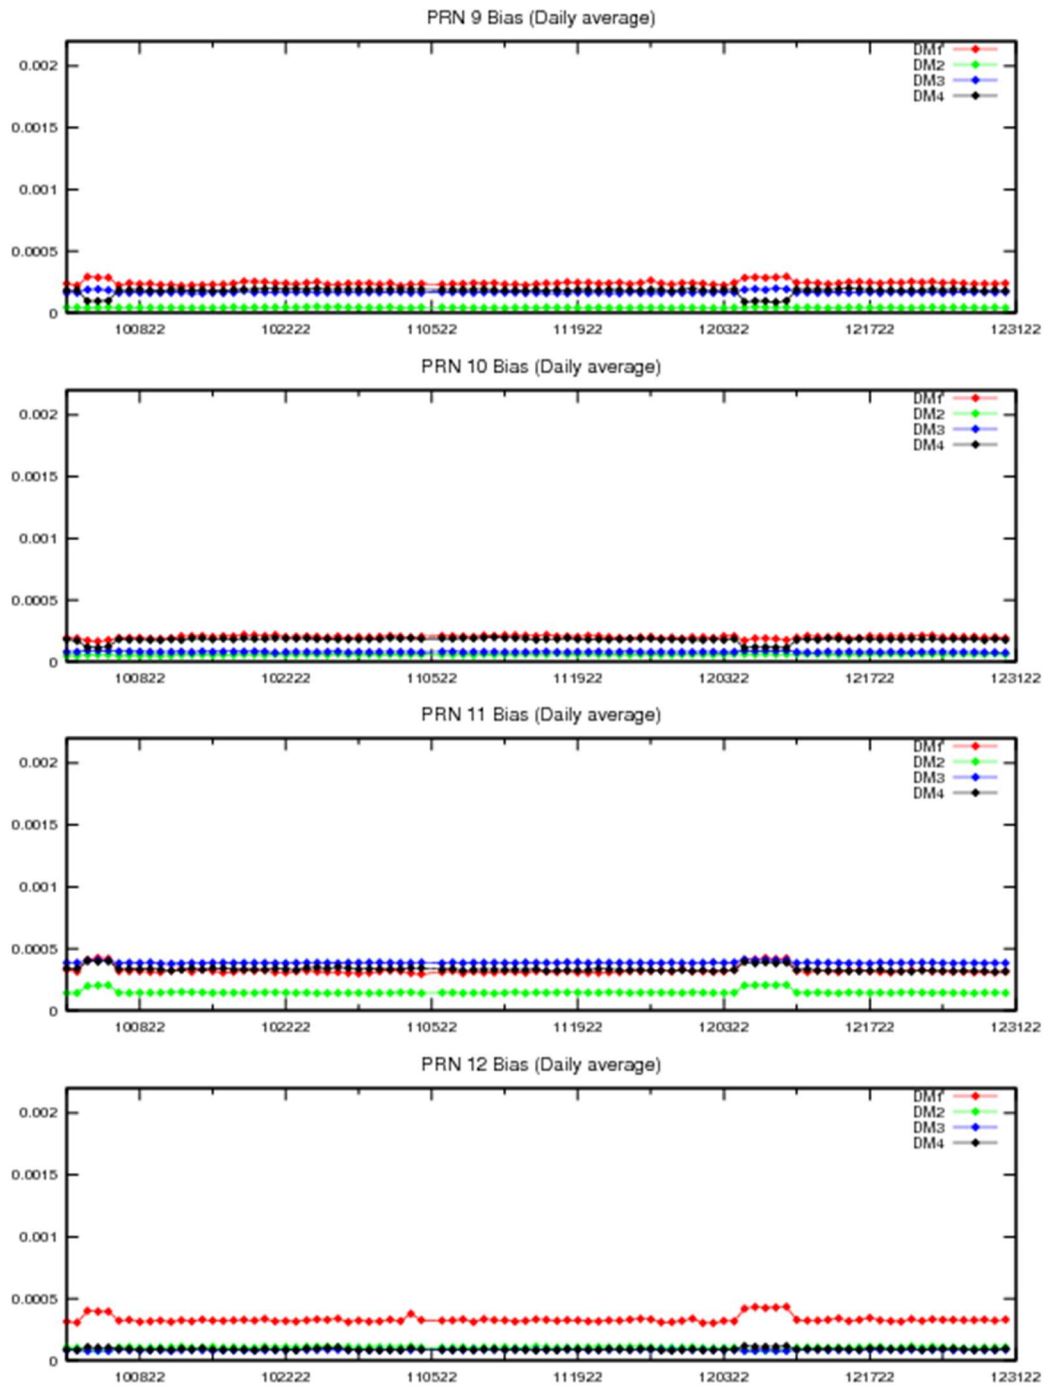 PRN 9 Bias (Daily average)
DM1
DM2
DM3
DM4
0.002
0.0015
0.001
0.0005
0
100822 102222 110522 111922 120322 121722 123122
PRN 10 Bias (Daily average)
DM1
DM2
DM3
DM4
0.002
0.0015
0.001
0.0005
0
100822 102222 110522 111922 120322 121722 123122
PRN 11 Bias (Daily average)
DM1
DM2
DM3
DM4
0.002
0.0015
0.001
0.0005
0
100822 102222 110522 111922 120322 121722 123122
PRN 12 Bias (Daily average)
DM1
DM2
DM3
DM4
0.002
0.0015
0.001
0.0005
0
100822 102222 110522 111922 120322 121722 123122